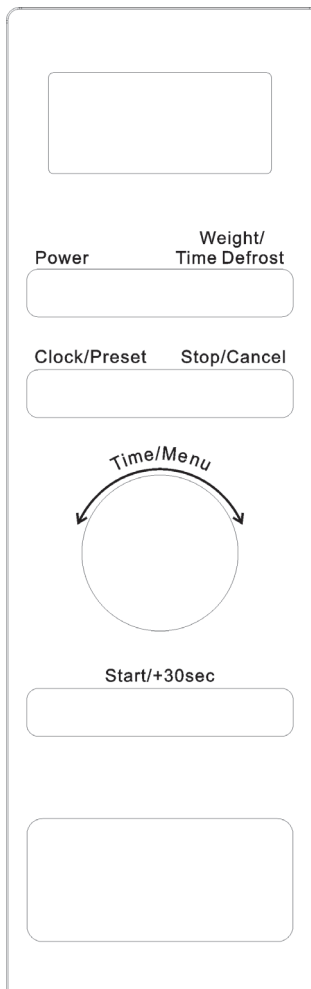 Power
Weight/
Time Defrost
Clock/Preset
Stop/Cancel
Time/Menu
Start/+30sec